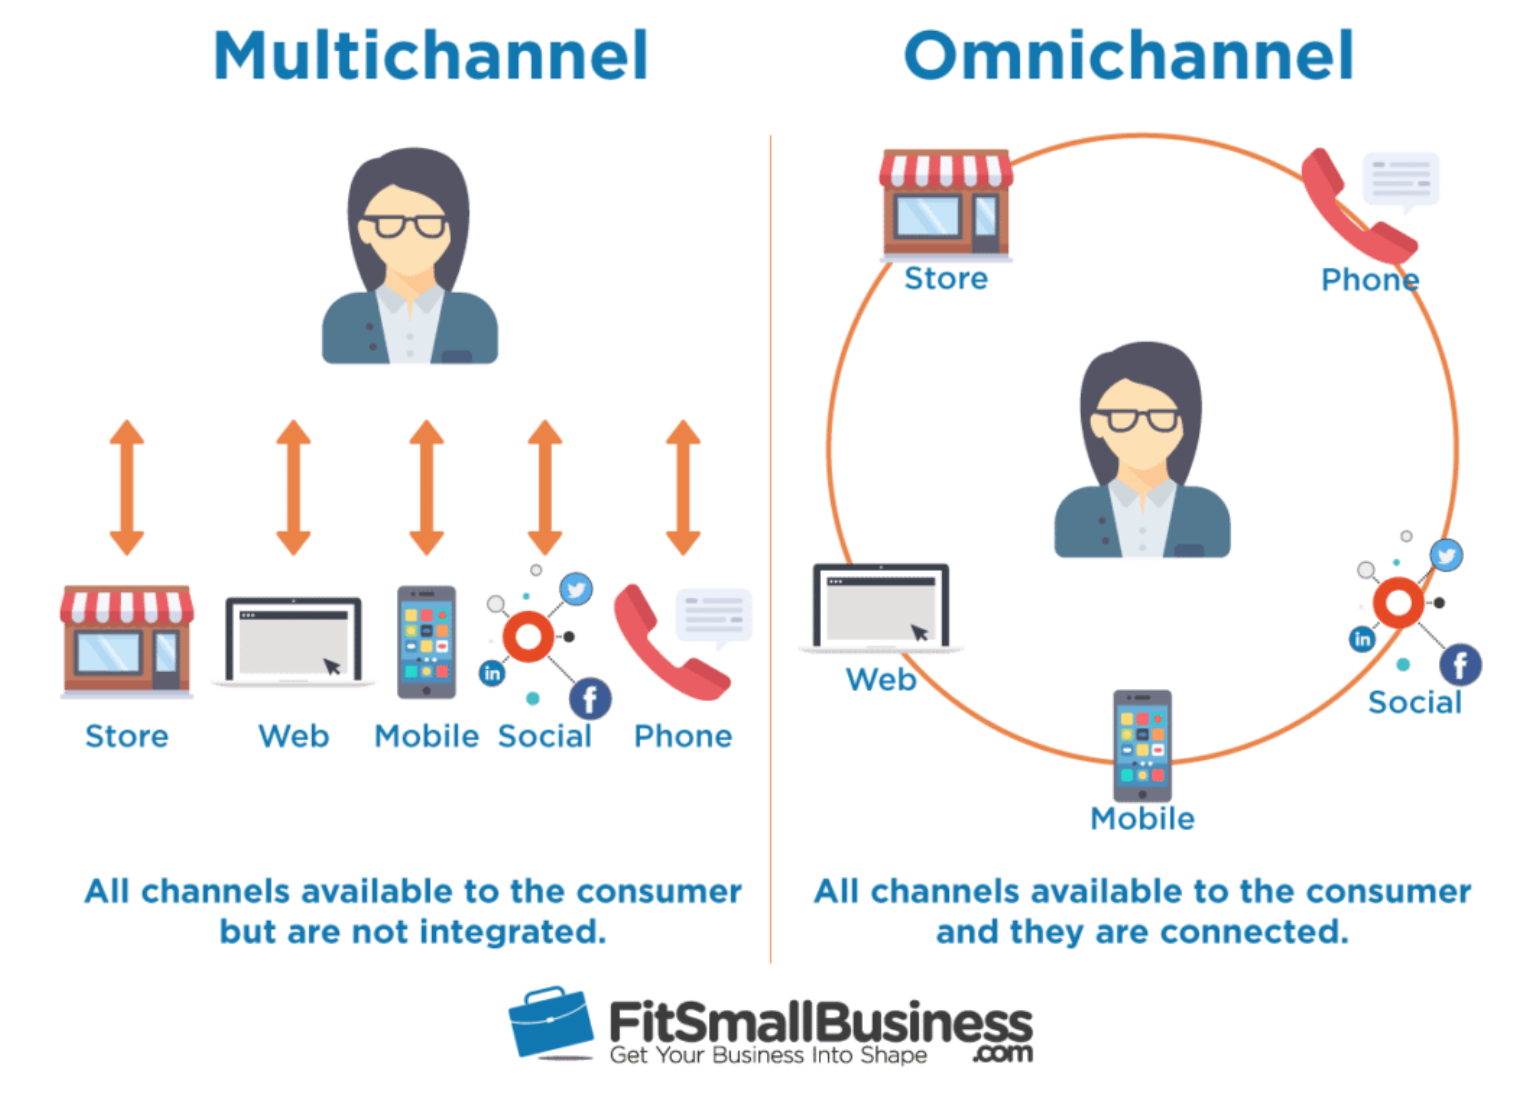 Multichannel
Store
Web
Mobile
Social
Phone
in
f
All channels available to the consumer
but are not integrated.
Omnichannel
Store
Phone
Web
Social
Mobile
in
f
All channels available to the consumer
and they are connected.
FitSmallBusiness
.com
Get Your Business Into Shape